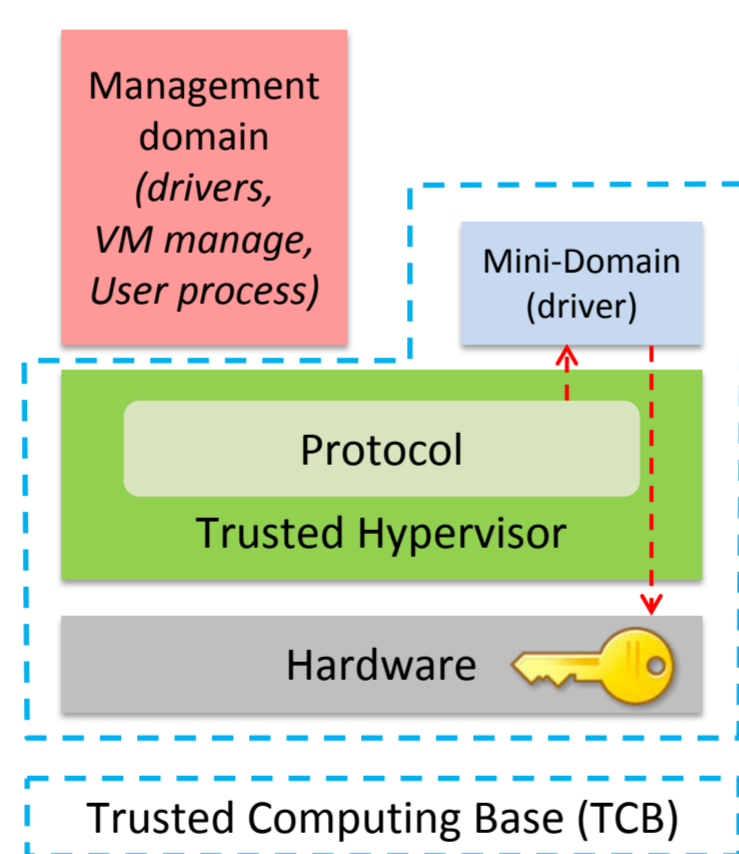 Management
domain
(drivers,
VM manage,
User process)
Mini-Domain
(driver)
Protocol
Trusted Hypervisor
Hardware
Trusted Computing Base (TCB)